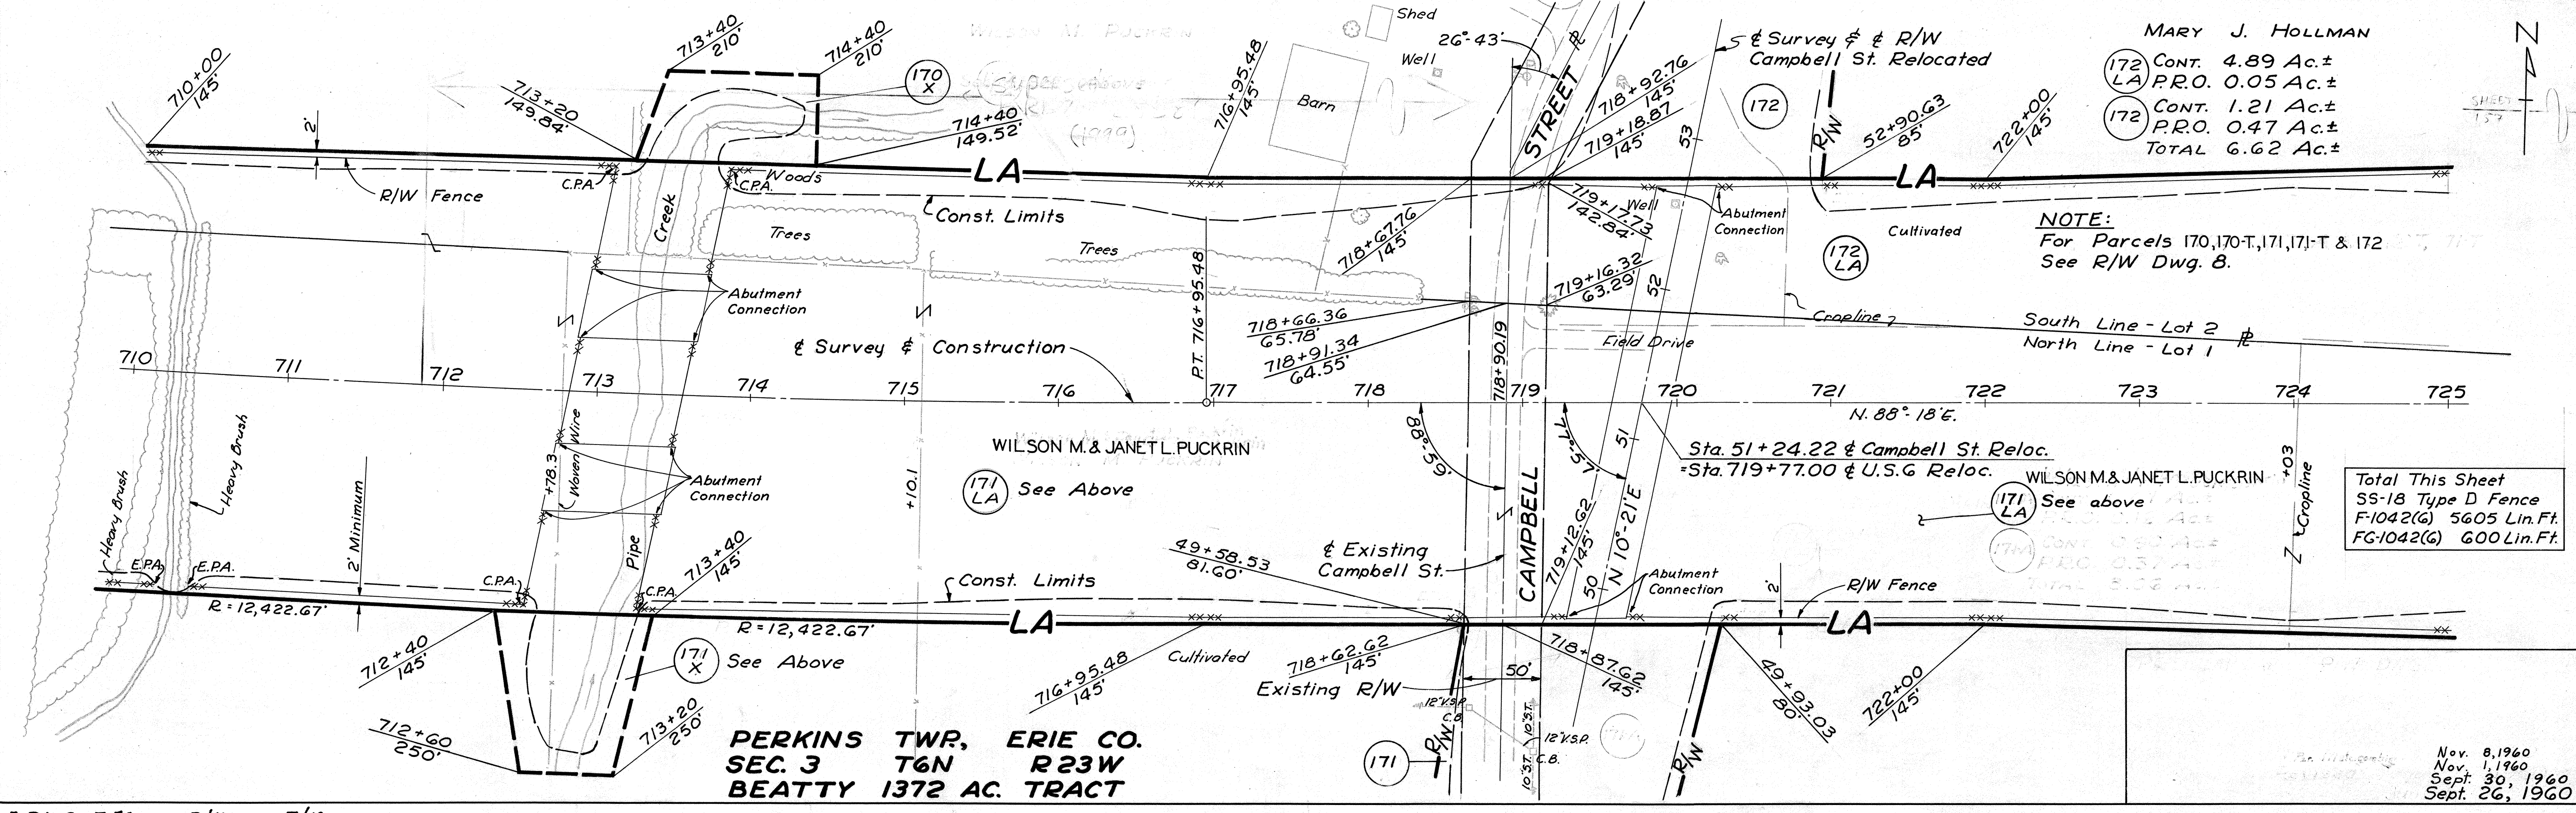 713+40
210'
714+40
210'
710+00
145'
713+20
149.84'
2'
170
X
714+40
149.52'
WILSON M. PUCKRIN
(1999)
716+95.48
145'
Shed
Well
Barn
26°-43'
STREET
718+92.76
145'
719+18.87
145'
℄ Survey & ℄ R/W
Campbell St. Relocated
53
172
R/W
52+90.63
85'
722+00
145'
MARY J. HOLLMAN
172
LA
CONT. 4.89 Ac.±
P.R.O. 0.05 Ac.±
172
CONT. 1.21 Ac.±
P.R.O. 0.47 Ac.±
TOTAL 6.62 Ac.±
N
SHEET
R/W Fence
C.P.A.
C.P.A.
Woods
LA
LA
Creek
Const. Limits
Trees
Trees
718+67.76
145'
719+17.73
142.84'
Well
Abutment
Connection
172
LA
Cultivated
NOTE:
For Parcels 170,170-T,171,171-T & 172
See R/W Dwg. 8.
Abutment
Connection
P.T. 716+95.48
719+16.32
63.29'
52
718+66.36
65.78'
718+91.34
64.55'
718+90.19
Cropline
Field Drive
South Line - Lot 2
North Line - Lot 1
℄ Survey & Construction
710 711 712 713 714 715 716 717 718 719 720 721 722 723 724 725
N. 88°-18'E.
Heavy Brush
Heavy Brush
Woven Wire
+78.3
Abutment
Connection
+10.1
WILSON M. & JANET L. PUCKRIN
171
LA
See Above
88°-59'
77°-57'
51
Sta. 51+24.22 ℄ Campbell St. Reloc.
=Sta. 719+77.00 ℄ U.S.6 Reloc.
WILSON M. & JANET L. PUCKRIN
171
LA
See above
+03
Cropline
Total This Sheet
SS-18 Type D Fence
F-1042(6) 5605 Lin.Ft.
FG-1042(6) 600 Lin.Ft.
2' Minimum
E.P.A.
E.P.A.
C.P.A.
C.P.A.
Pipe
713+40
145'
R=12,422.67'
R=12,422.67'
Const. Limits
LA
49+58.53
81.60'
℄ Existing
Campbell St.
CAMPBELL
719+12.62
145'
N 10°-21'E
50
Abutment
Connection
2'
R/W Fence
LA
712+40
145'
171
X
See Above
716+95.48
145'
Cultivated
718+62.62
145'
Existing R/W
50'
718+87.62
145'
49+93.03
80'
722+00
145'
712+60
250'
713+20
250'
12"V.S.P.
C.B.
R/W
171
10"S.T.
10"S.T.
12"V.S.P.
C.B.
R/W
PERKINS TWP., ERIE CO.
SEC. 3 T6N R23W
BEATTY 1372 AC. TRACT
Nov. 8, 1960
Nov. 1, 1960
Sept. 30, 1960
Sept. 26, 1960